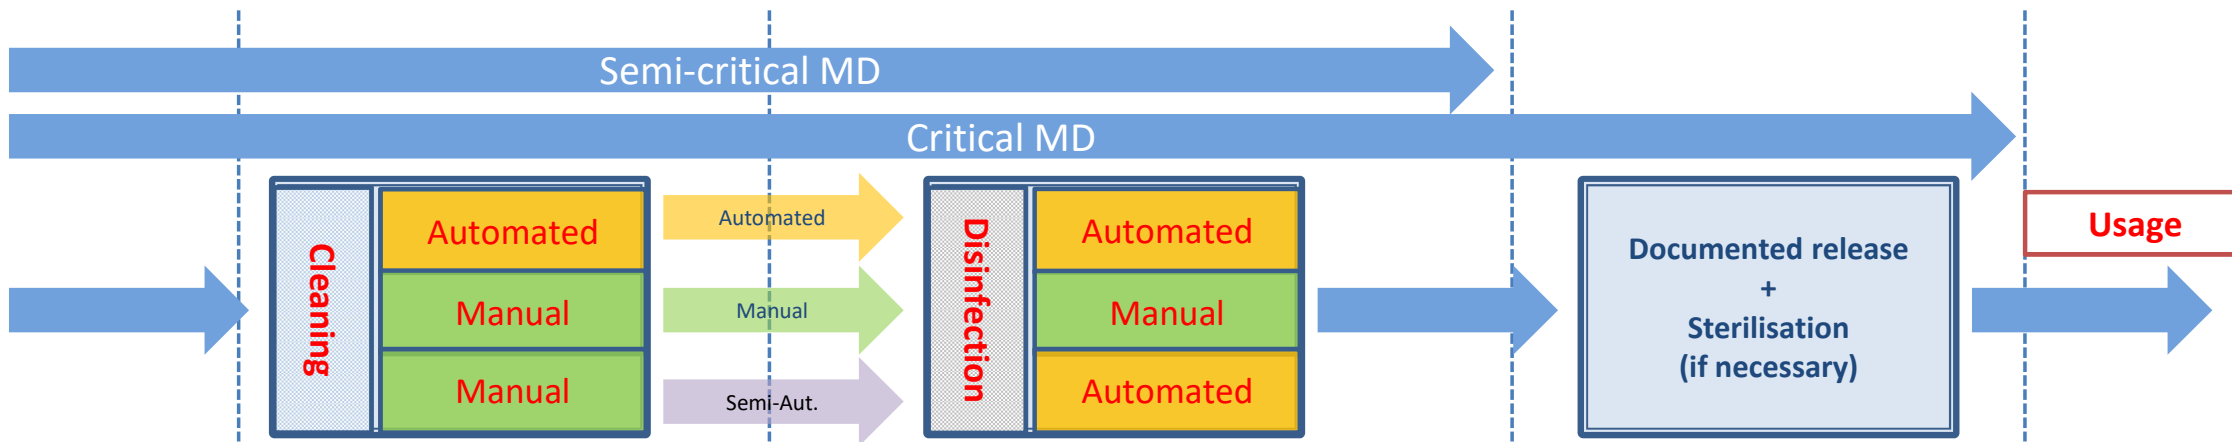 Semi-critical MD
Critical MD
Cleaning
Automated
Manual
Manual
Automated
Manual
Semi-Aut.
Disinfection
Automated
Manual
Automated
Documented release
+
Sterilisation
(if necessary)
Usage